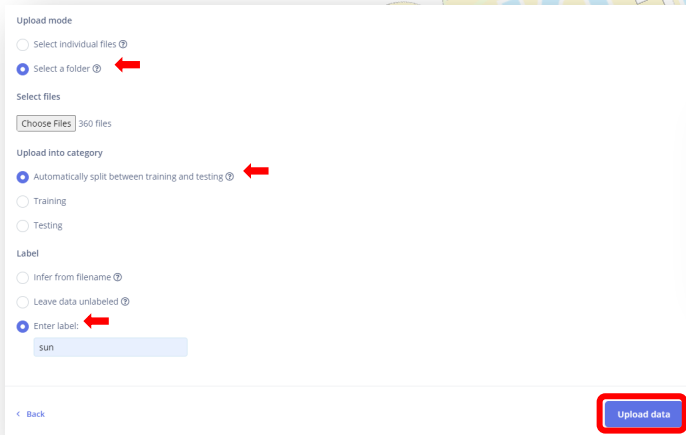 Upload mode
Select individual files ?
Select a folder ?
Select files
Choose Files 360 files
Upload into category
Automatically split between training and testing ?
Training
Testing
Label
Infer from filename ?
Leave data unlabeled ?
Enter label:
sun
< Back Upload data